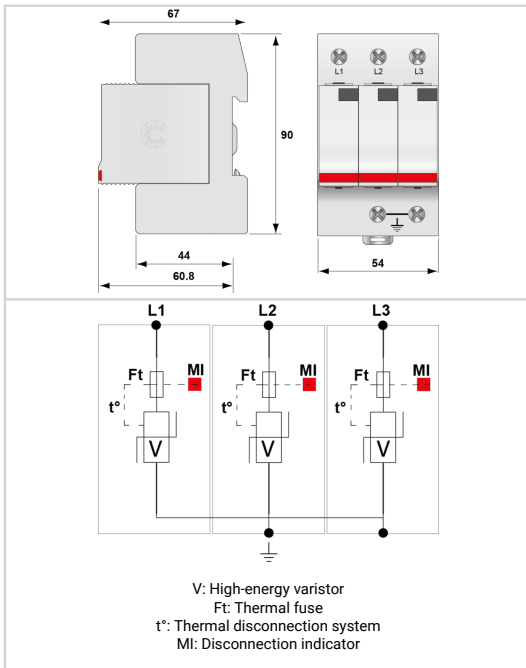 67
L1 L2 L3
90
44
60.8
54
L1 L2 L3
Ft MI Ft MI Ft MI
t° t° t°
V V V
V: High-energy varistor
Ft: Thermal fuse
t°: Thermal disconnection system
MI: Disconnection indicator